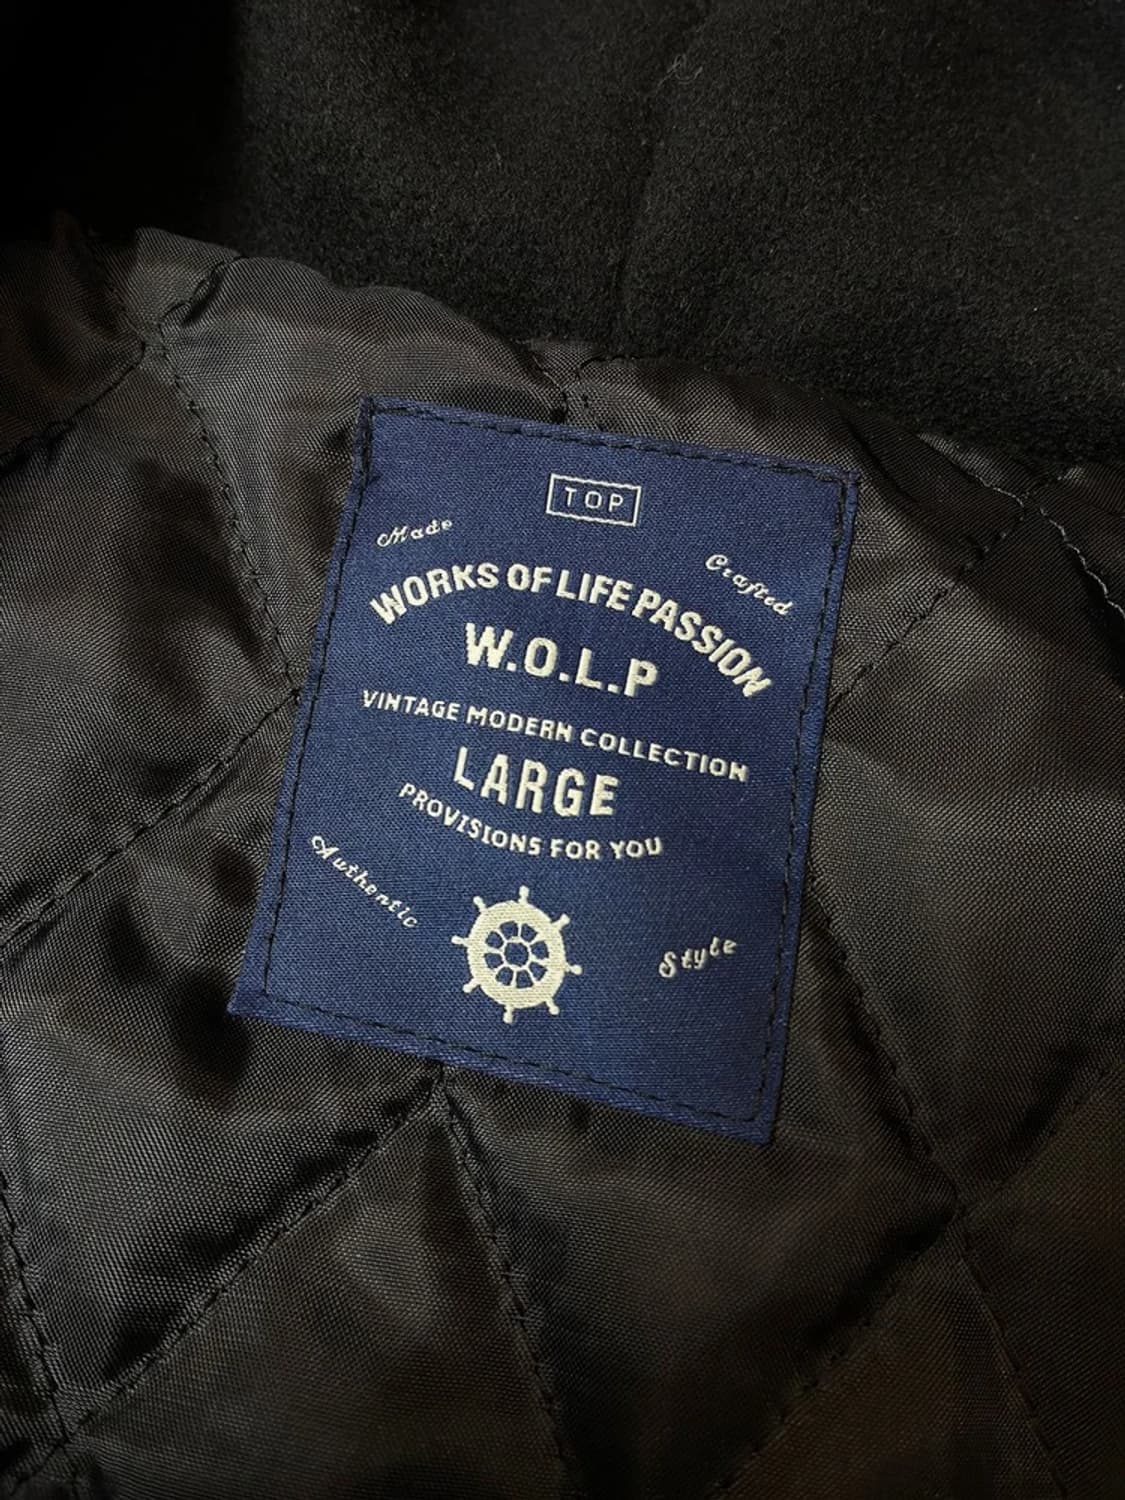 TOP
Made
Crafted
WORKS OF LIFE PASSION
W.O.L.P
VINTAGE MODERN COLLECTION
LARGE
PROVISIONS FOR YOU
Authentic
Style